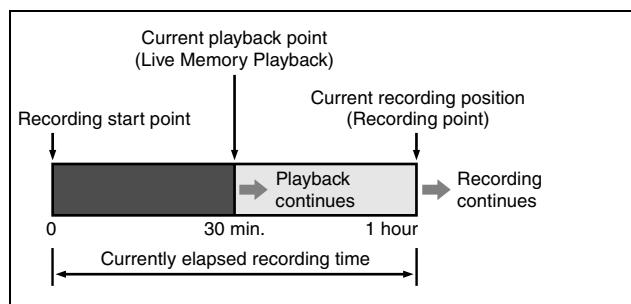 Current playback point
(Live Memory Playback)
Current recording position
(Recording point)
Recording start point
Playback
continues
Recording
continues
0
30 min.
1 hour
Currently elapsed recording time